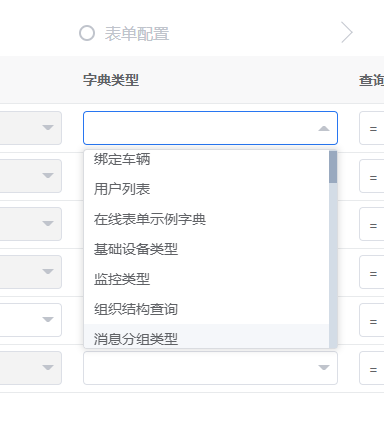 表单配置
字典类型
查询
=
绑定车辆
用户列表
=
在线表单示例字典
=
基础设备类型
监控类型
=
组织结构查询
=
消息分组类型
=